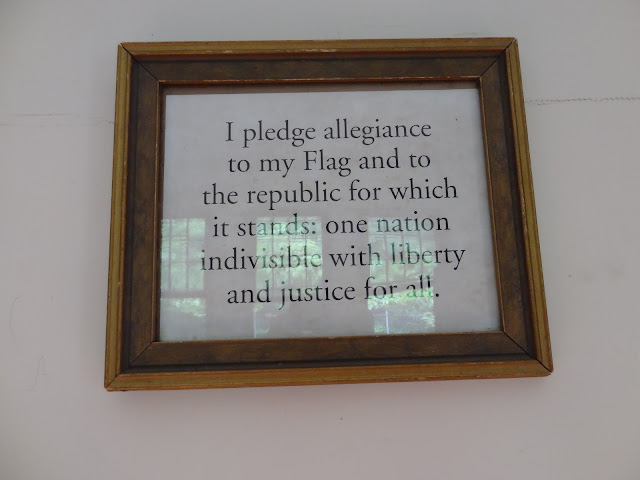 I pledge allegiance
to my Flag and to
the republic for which
it stands: one nation
indivisible with liberty
and justice for all.